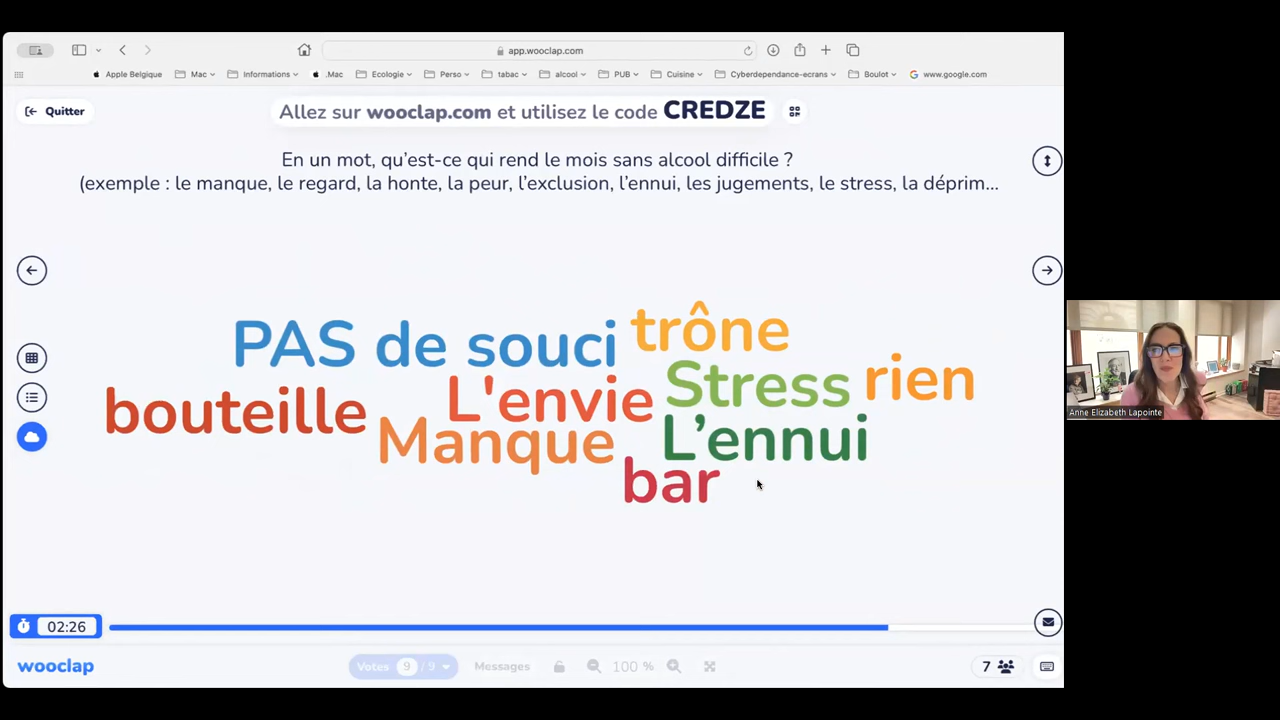 app.wooclap.com
Apple Belgique Mac Informations .Mac Ecologie Perso tabac alcool PUB Cuisine Cyberdependance-ecrans Boulot www.google.com
Quitter
Allez sur wooclap.com et utilisez le code CREDZE
En un mot, qu'est-ce qui rend le mois sans alcool difficile ?
(exemple : le manque, le regard, la honte, la peur, l'exclusion, l'ennui, les jugements, le stress, la déprim...
PAS de souci
trône
Stress
rien
bouteille
L'envie
Manque
L’ennui
bar
Anne Elizabeth Lapointe
02:26
wooclap
Votes 9 / 9
Messages
100 %
7